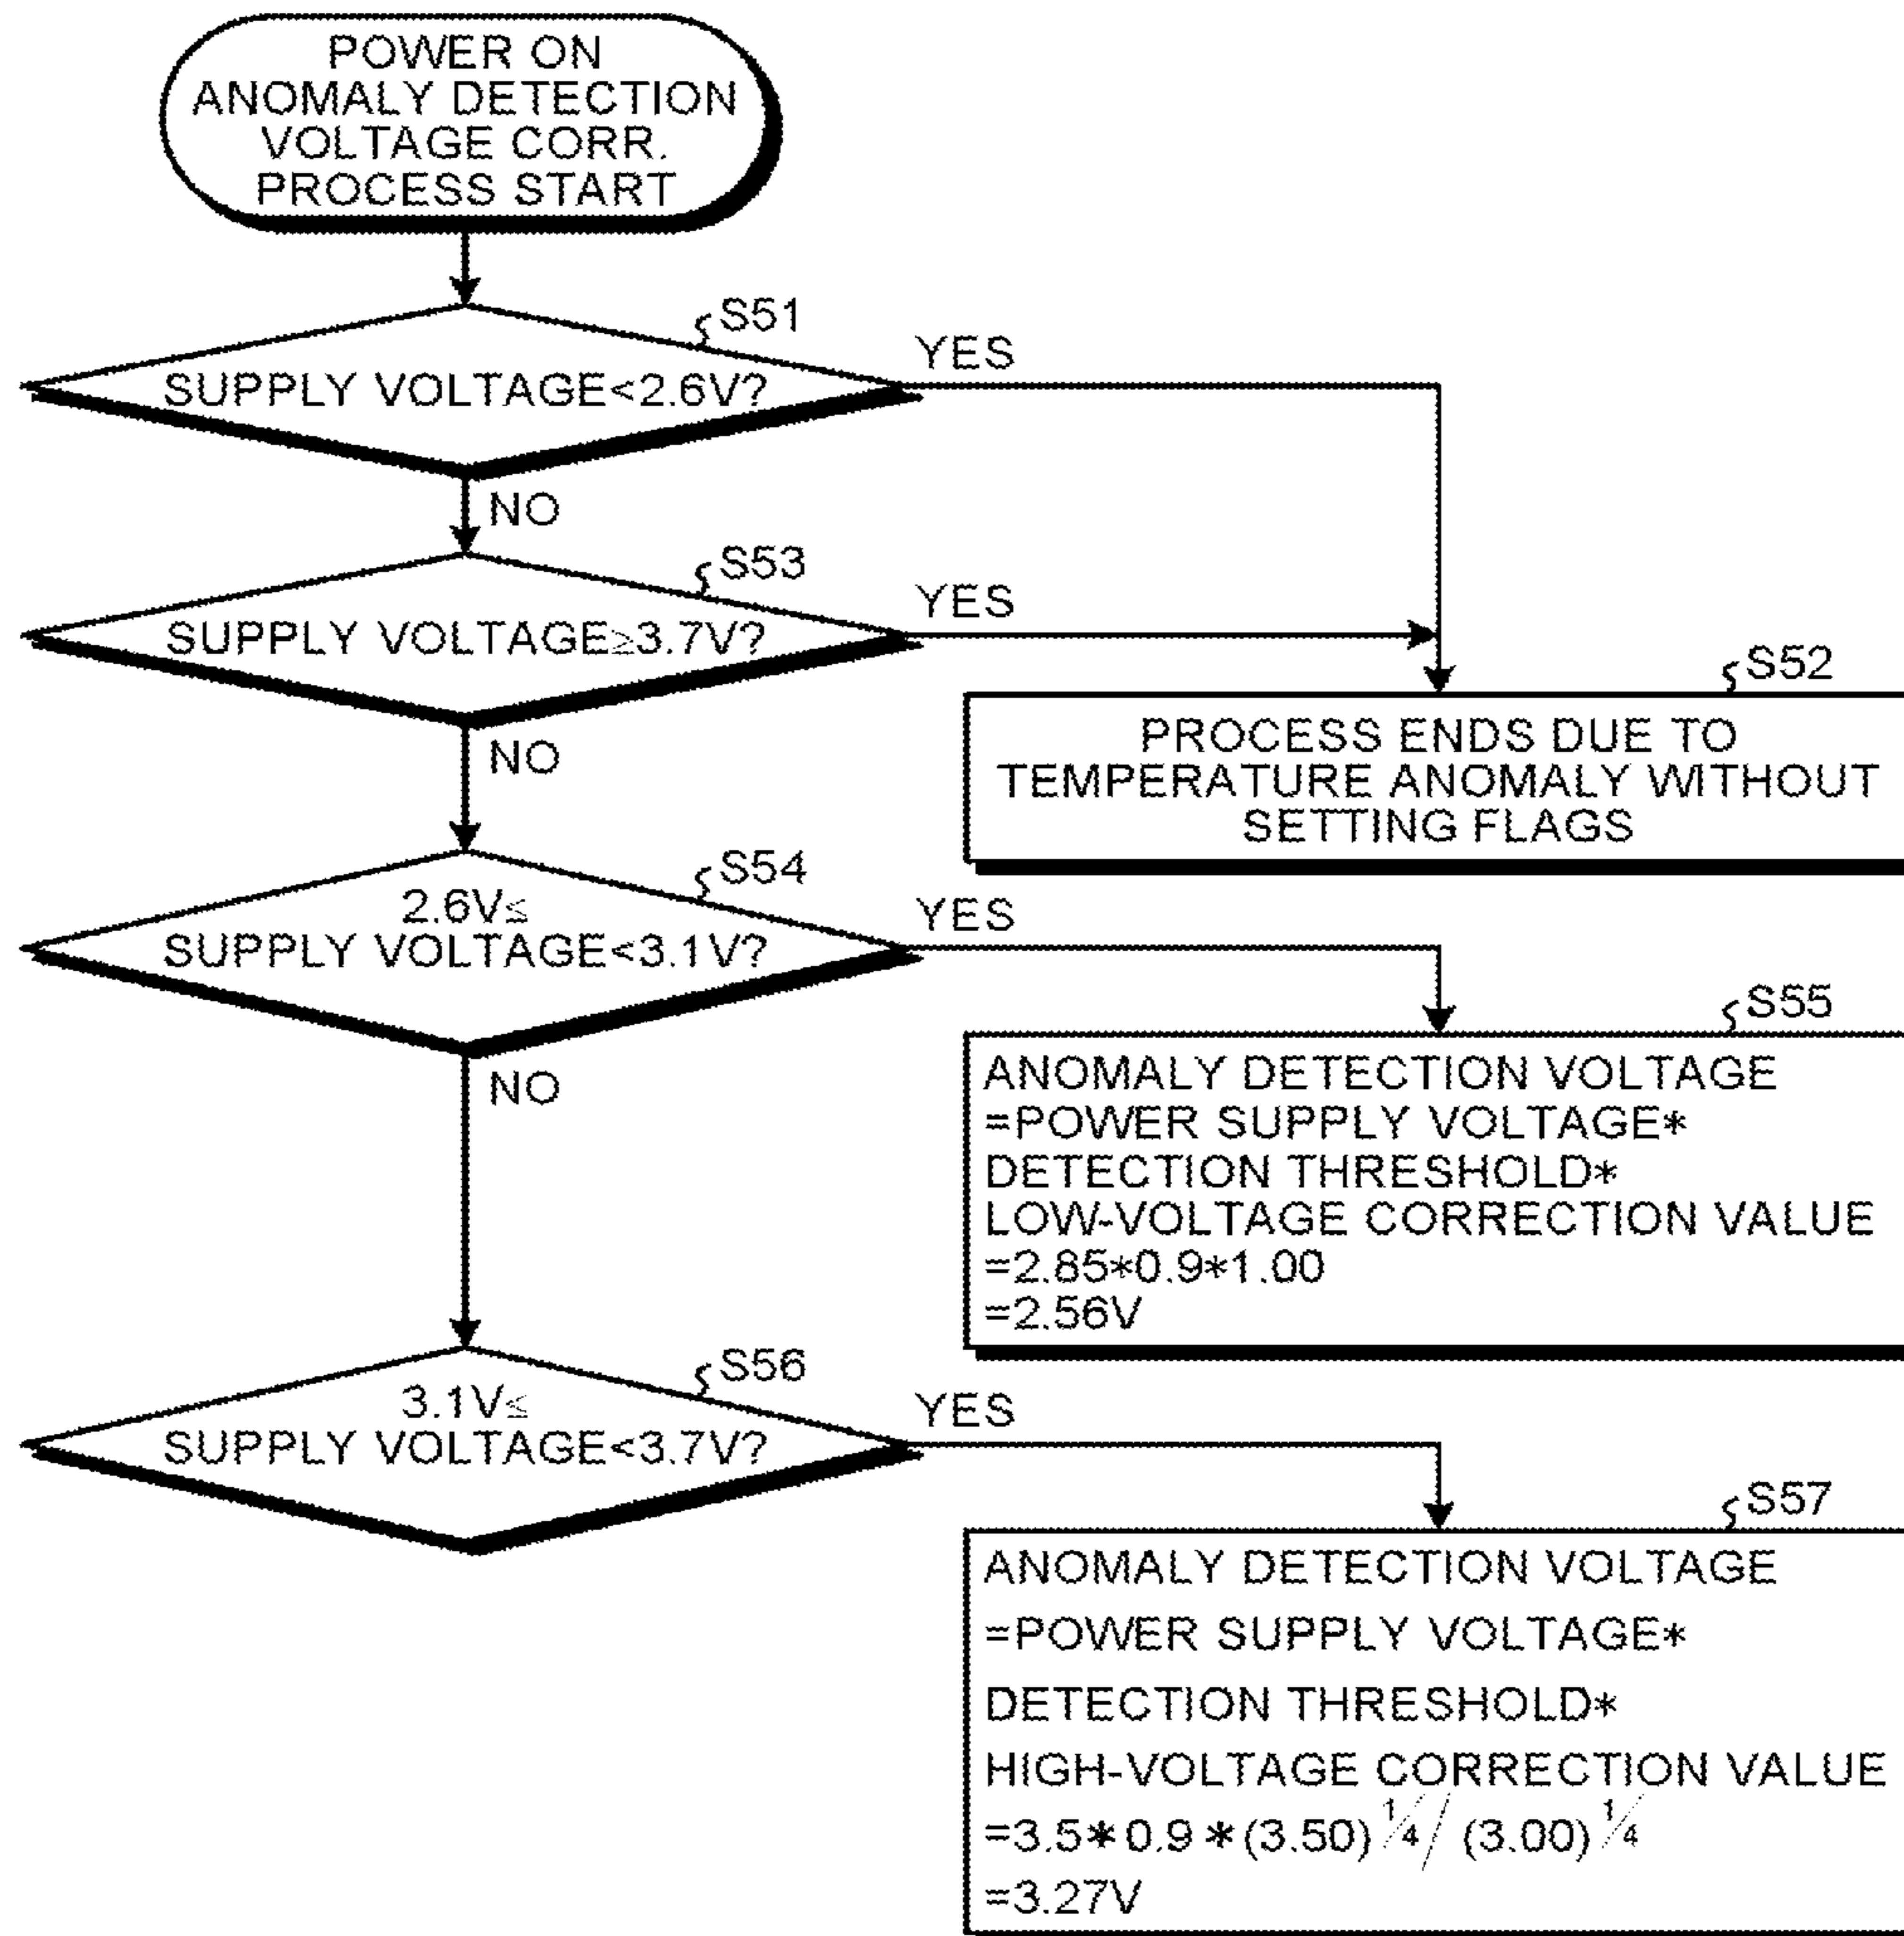 POWER ON
ANOMALY DETECTION
VOLTAGE CORR.
PROCESS START
S51
SUPPLY VOLTAGE<2.6V?
YES
NO
S53
SUPPLY VOLTAGE≥3.7V?
YES
NO
S52
PROCESS ENDS DUE TO
TEMPERATURE ANOMALY WITHOUT
SETTING FLAGS
S54
2.6V≤
SUPPLY VOLTAGE<3.1V?
YES
NO
S55
ANOMALY DETECTION VOLTAGE
=POWER SUPPLY VOLTAGE*
DETECTION THRESHOLD*
LOW-VOLTAGE CORRECTION VALUE
=2.85*0.9*1.00
=2.56V
S56
3.1V≤
SUPPLY VOLTAGE<3.7V?
YES
S57
ANOMALY DETECTION VOLTAGE
=POWER SUPPLY VOLTAGE*
DETECTION THRESHOLD*
HIGH-VOLTAGE CORRECTION VALUE
=3.5*0.9*(3.50)^1/4 / (3.00)^1/4
=3.27V